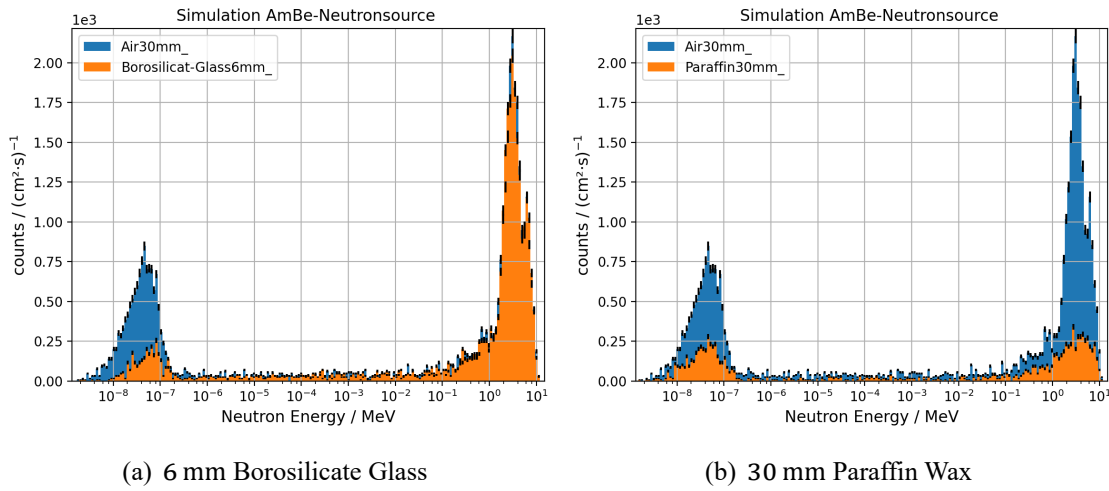 Simulation AmBe-Neutronsource
1e3
Air30mm_
Borosilicat-Glass6mm_
counts / (cm²·s)⁻¹
2.00
1.75
1.50
1.25
1.00
0.75
0.50
0.25
0.00
10⁻⁸ 10⁻⁷ 10⁻⁶ 10⁻⁵ 10⁻⁴ 10⁻³ 10⁻² 10⁻¹ 10⁰ 10¹
Neutron Energy / MeV
(a) 6 mm Borosilicate Glass
Simulation AmBe-Neutronsource
1e3
Air30mm_
Paraffin30mm_
counts / (cm²·s)⁻¹
2.00
1.75
1.50
1.25
1.00
0.75
0.50
0.25
0.00
10⁻⁸ 10⁻⁷ 10⁻⁶ 10⁻⁵ 10⁻⁴ 10⁻³ 10⁻² 10⁻¹ 10⁰ 10¹
Neutron Energy / MeV
(b) 30 mm Paraffin Wax